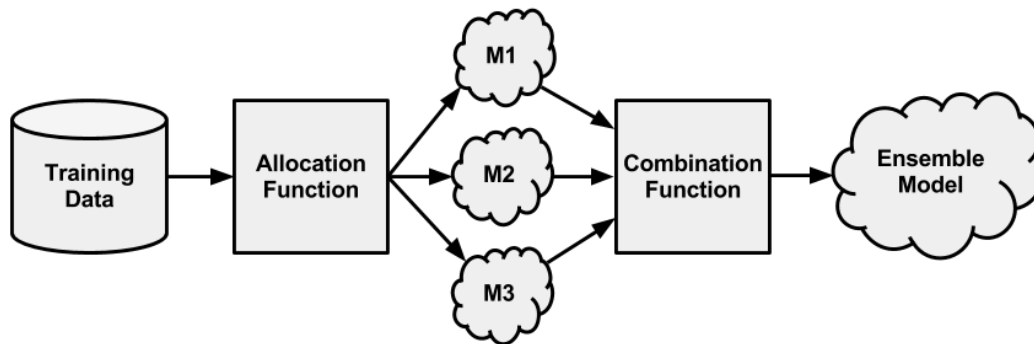 Training
Data
Allocation
Function
M1
M2
M3
Combination
Function
Ensemble
Model